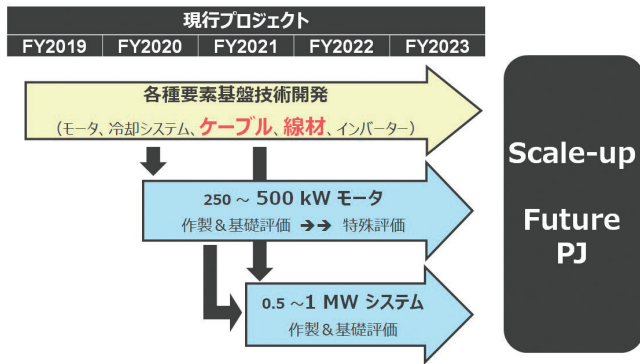 現行プロジェクト
FY2019 FY2020 FY2021 FY2022 FY2023
各種要素基盤技術開発
(モータ、冷却システム、ケーブル、線材、インバーター)
250 ～ 500 kW モータ
作製＆基礎評価 ➔➔ 特殊評価
0.5 ～1 MW システム
作製＆基礎評価
Scale-up
Future
PJ